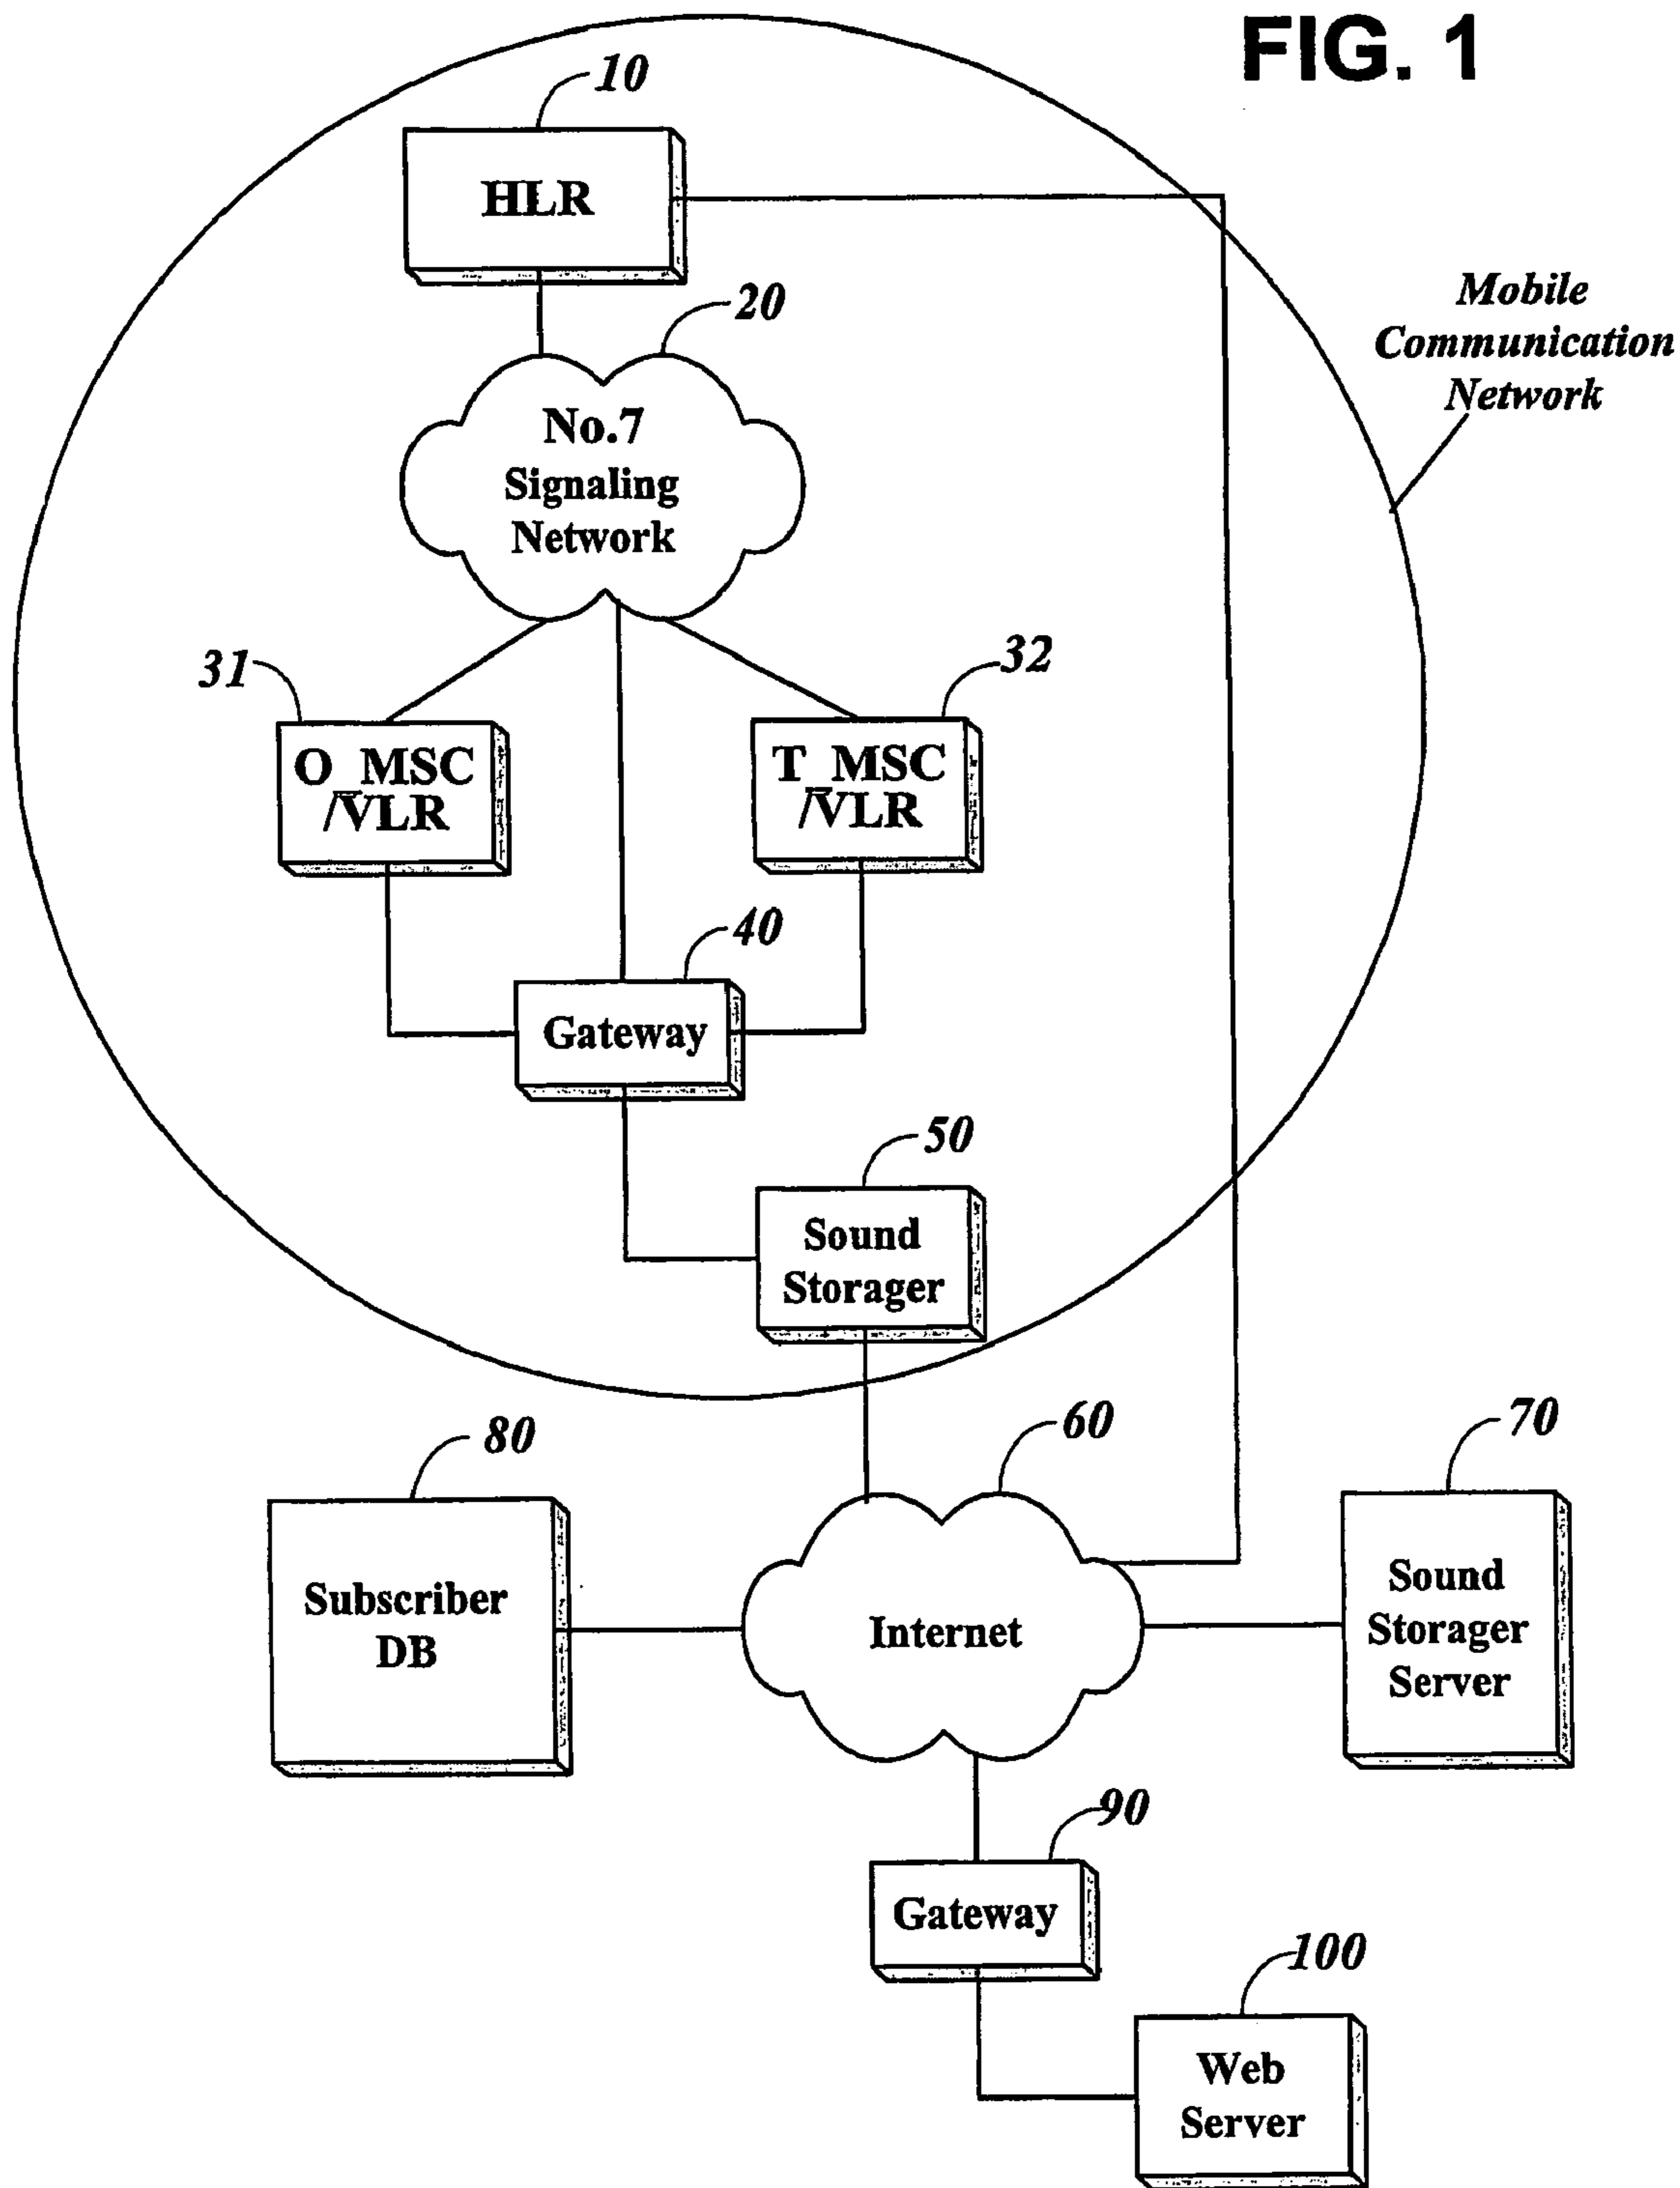 FIG. 1
10
HLR
Mobile
Communication
Network
20
No.7
Signaling
Network
31
32
O_MSC
/VLR
T_MSC
/VLR
40
Gateway
50
Sound
Storager
80
60
70
Subscriber
DB
Internet
Sound
Storager
Server
90
Gateway
100
Web
Server